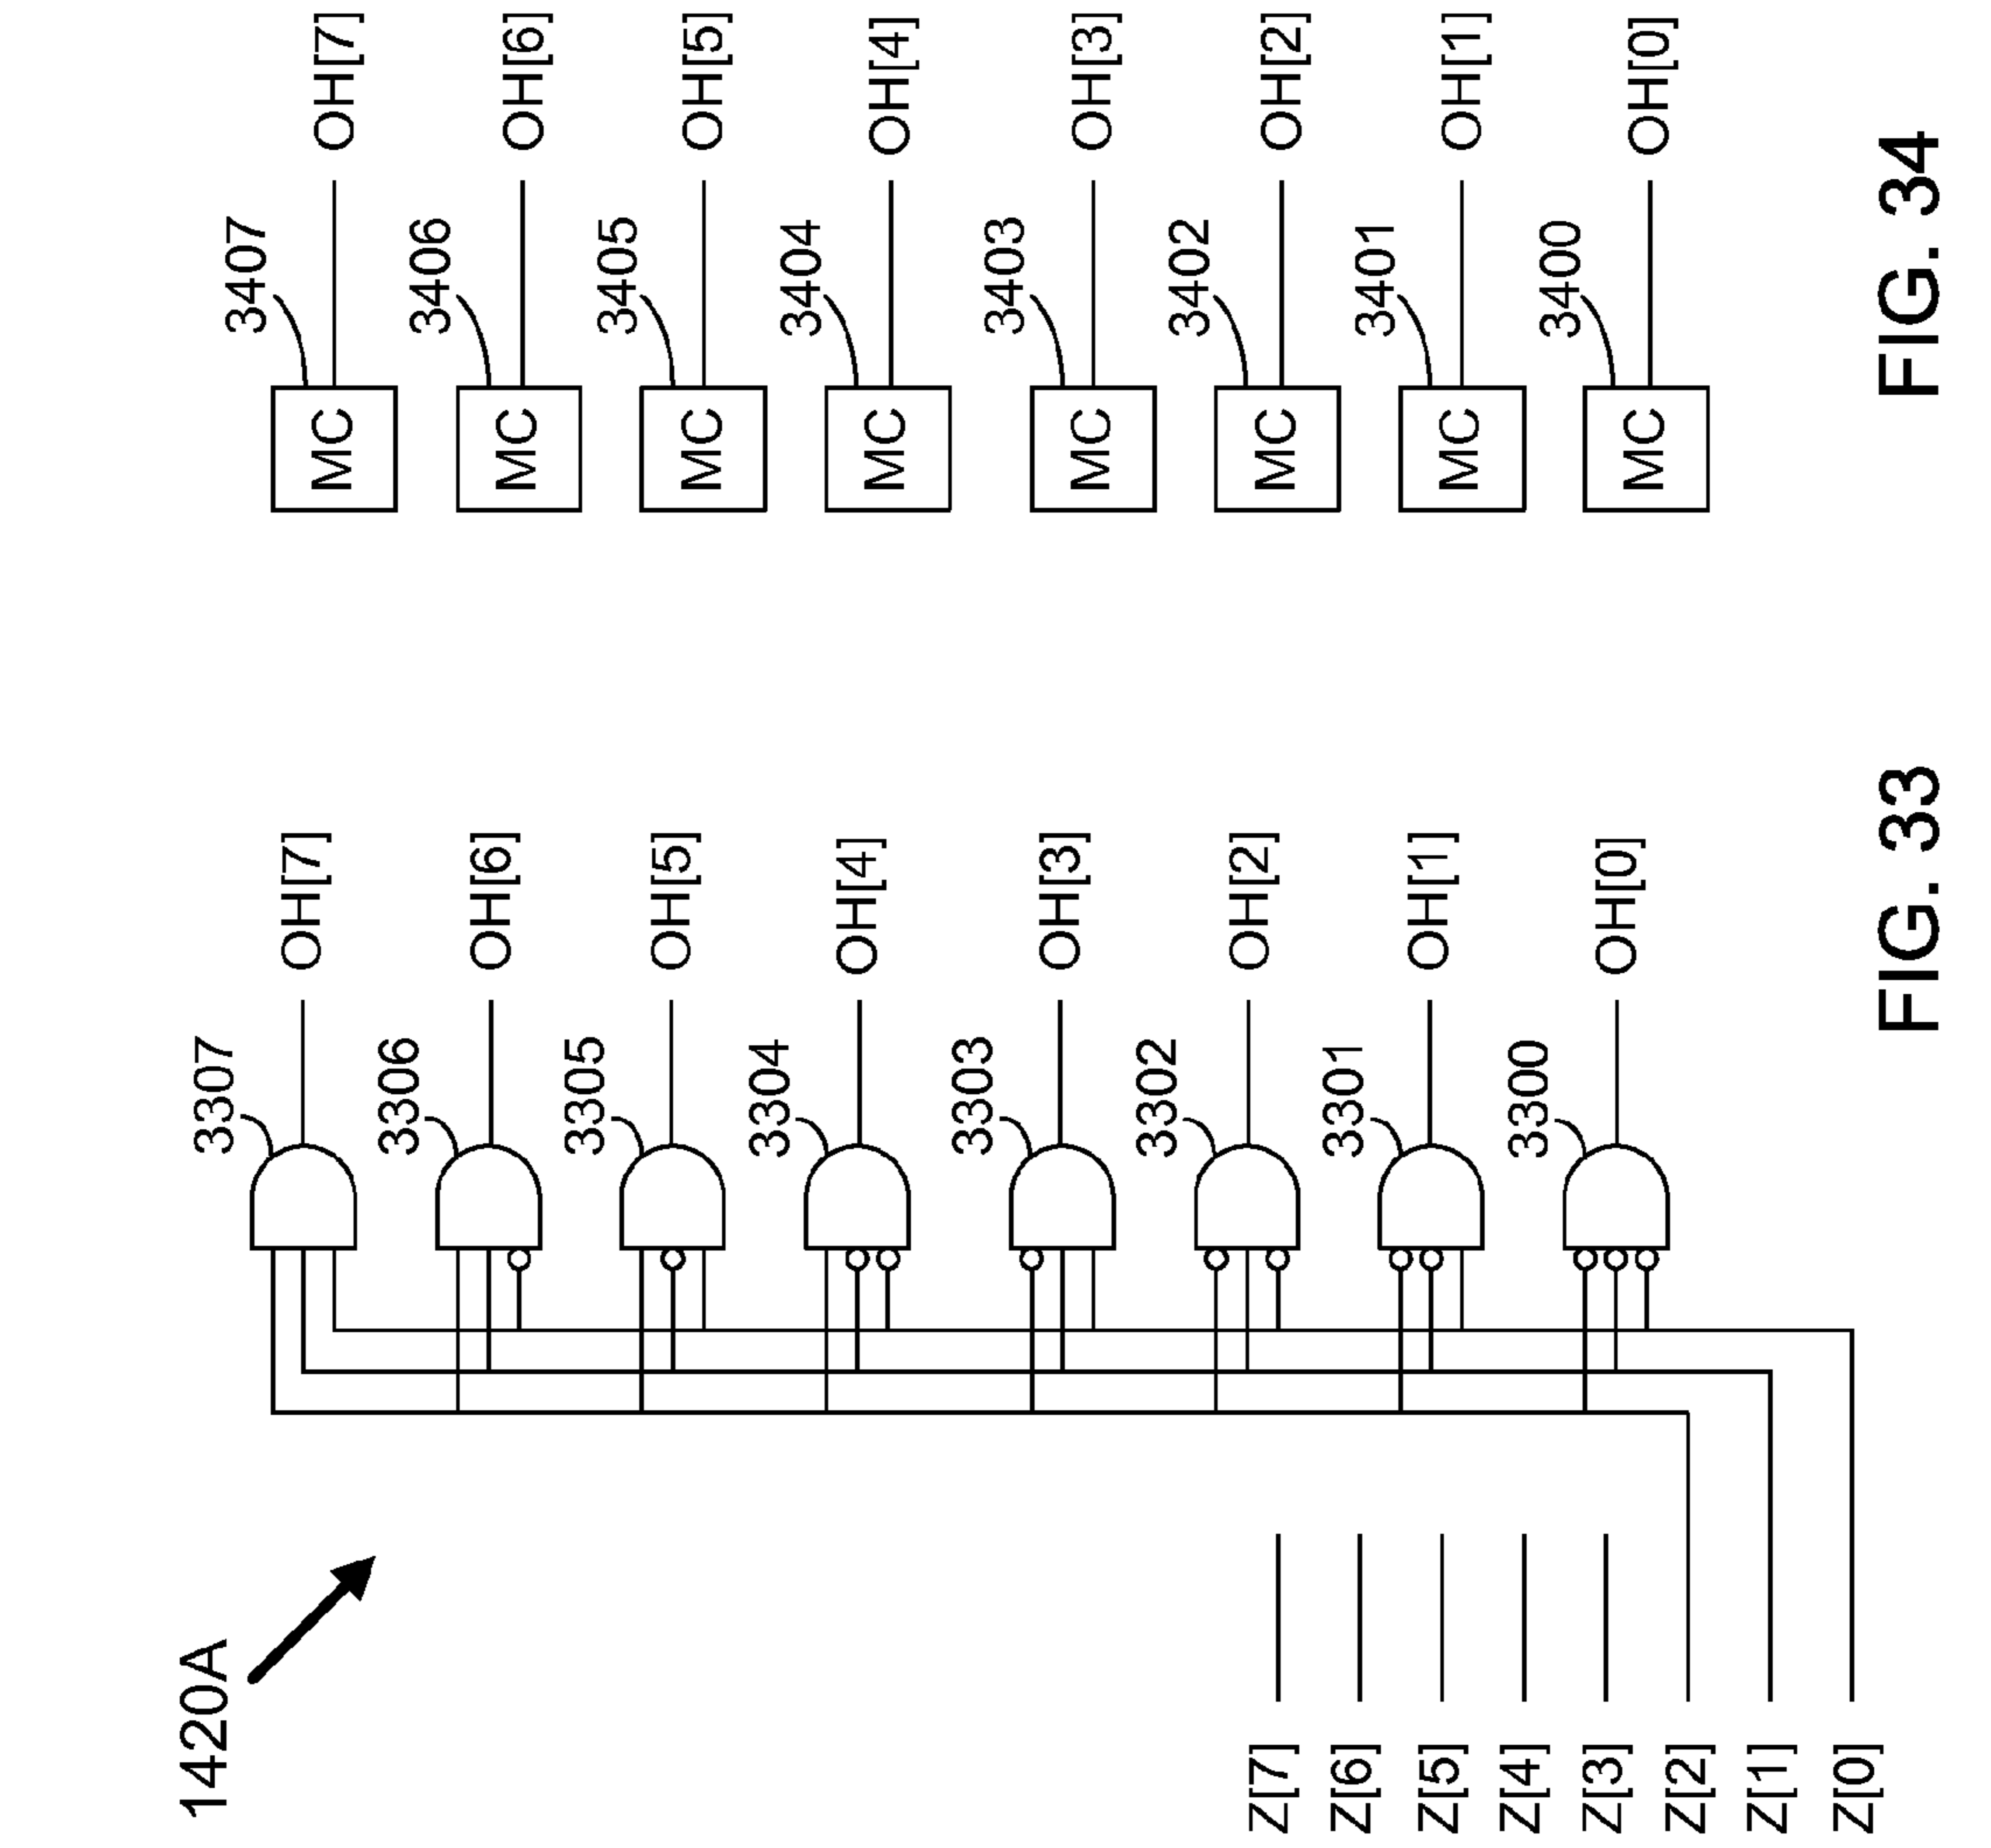 1420A
Z[7]
Z[6]
Z[5]
Z[4]
Z[3]
Z[2]
Z[1]
Z[0]
3307
3306
3305
3304
3303
3302
3301
3300
OH[7]
OH[6]
OH[5]
OH[4]
OH[3]
OH[2]
OH[1]
OH[0]
FIG. 33
MC
MC
MC
MC
MC
MC
MC
MC
3407
3406
3405
3404
3403
3402
3401
3400
OH[7]
OH[6]
OH[5]
OH[4]
OH[3]
OH[2]
OH[1]
OH[0]
FIG. 34